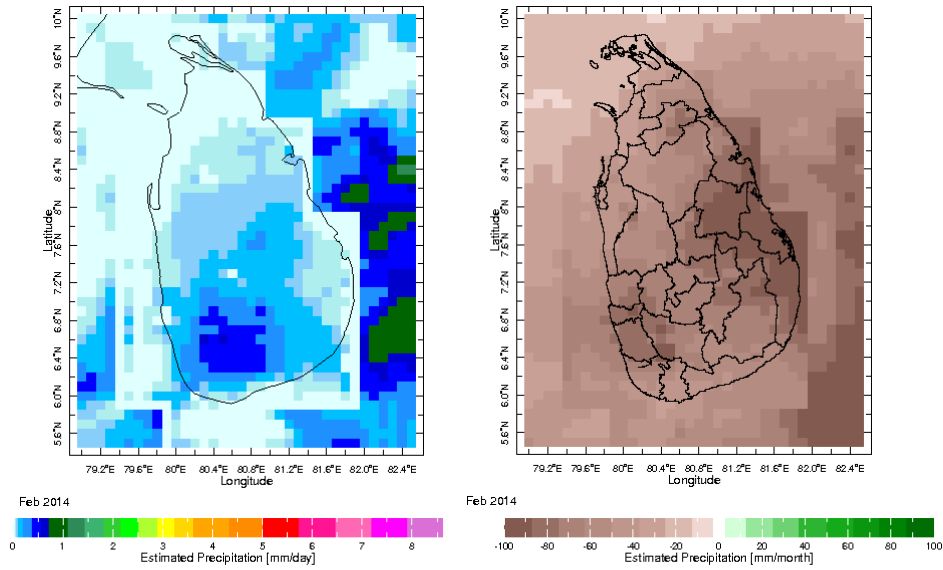 10°N
9.6°N
9.2°N
8.8°N
8.4°N
8°N
7.6°N
7.2°N
6.8°N
6.4°N
6.0°N
5.6°N
Latitude
79.2°E 79.6°E 80°E 80.4°E 80.8°E 81.2°E 81.6°E 82.0°E 82.4°E
Longitude
Feb 2014
0 1 2 3 4 5 6 7 8
Estimated Precipitation [mm/day]
10°N
9.6°N
9.2°N
8.8°N
8.4°N
8°N
7.6°N
7.2°N
6.8°N
6.4°N
6.0°N
5.6°N
Latitude
79.2°E 79.6°E 80°E 80.4°E 80.8°E 81.2°E 81.6°E 82.0°E 82.4°E
Longitude
Feb 2014
-100 -80 -60 -40 -20 0 20 40 60 80 100
Estimated Precipitation [mm/month]